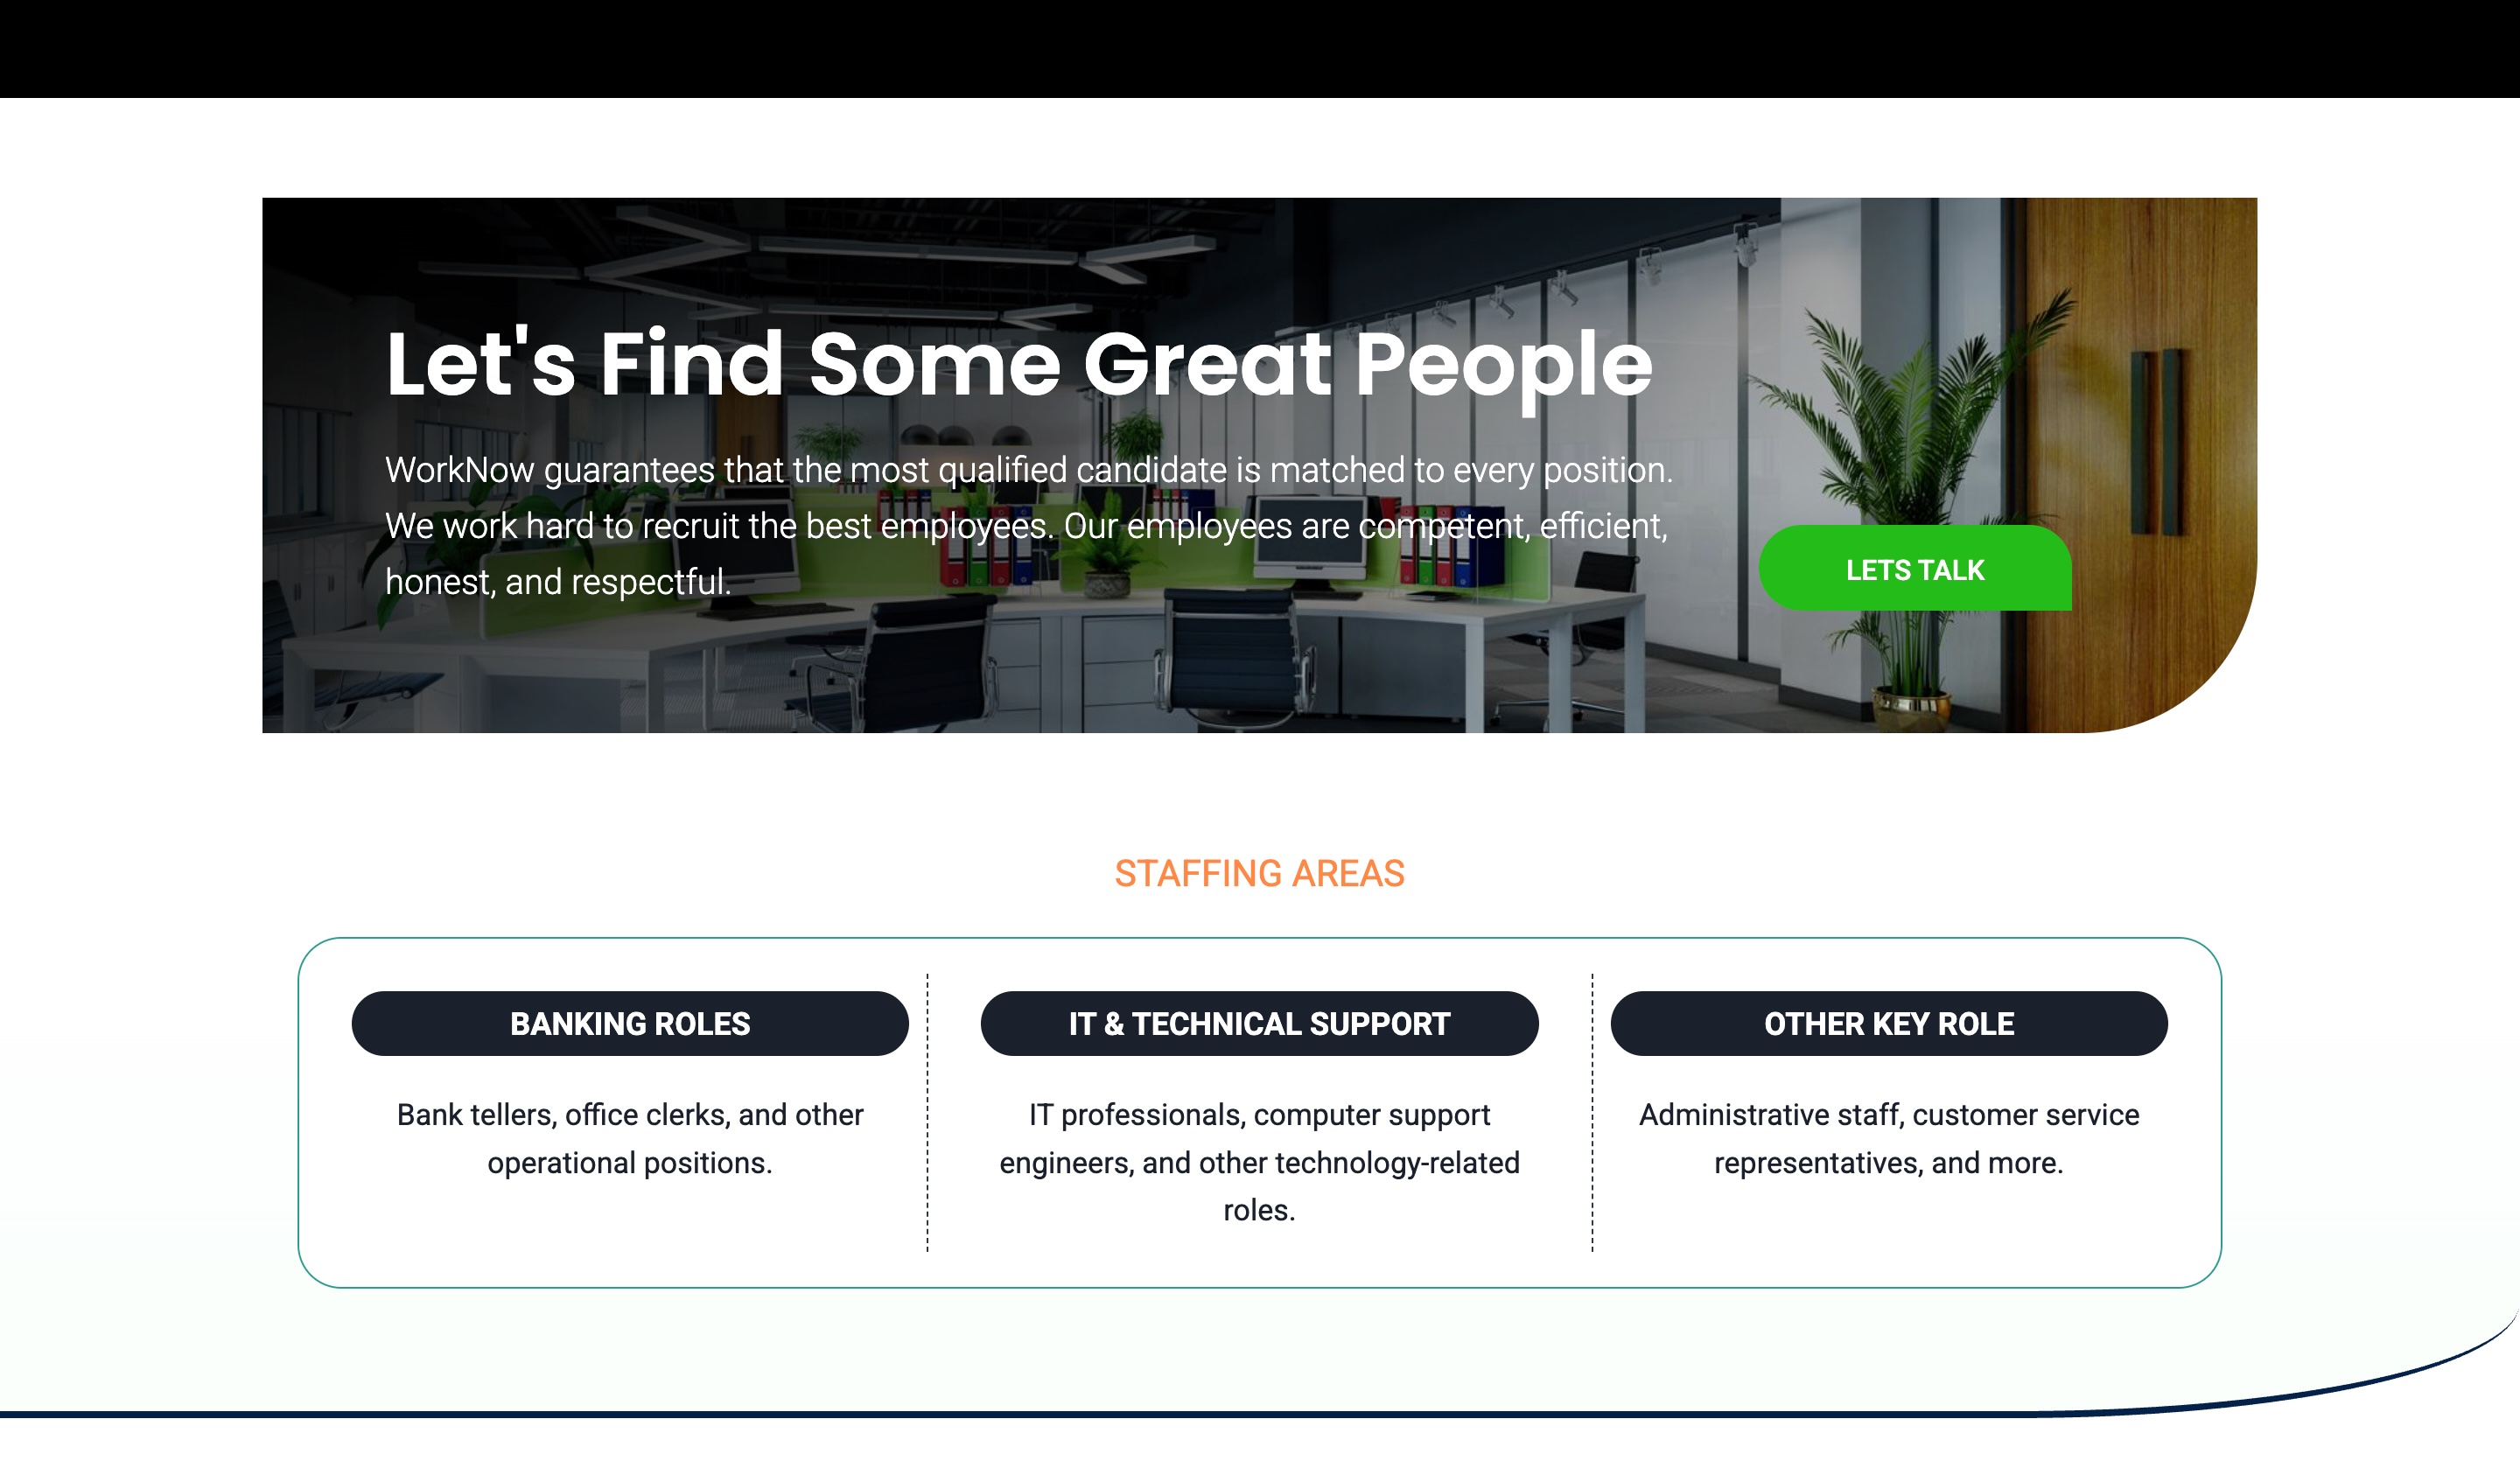 Let's Find Some Great People
WorkNow guarantees that the most qualified candidate is matched to every position.
We work hard to recruit the best employees. Our employees are competent, efficient,
honest, and respectful.
LETS TALK
STAFFING AREAS
BANKING ROLES
Bank tellers, office clerks, and other
operational positions.
IT & TECHNICAL SUPPORT
IT professionals, computer support
engineers, and other technology-related
roles.
OTHER KEY ROLE
Administrative staff, customer service
representatives, and more.